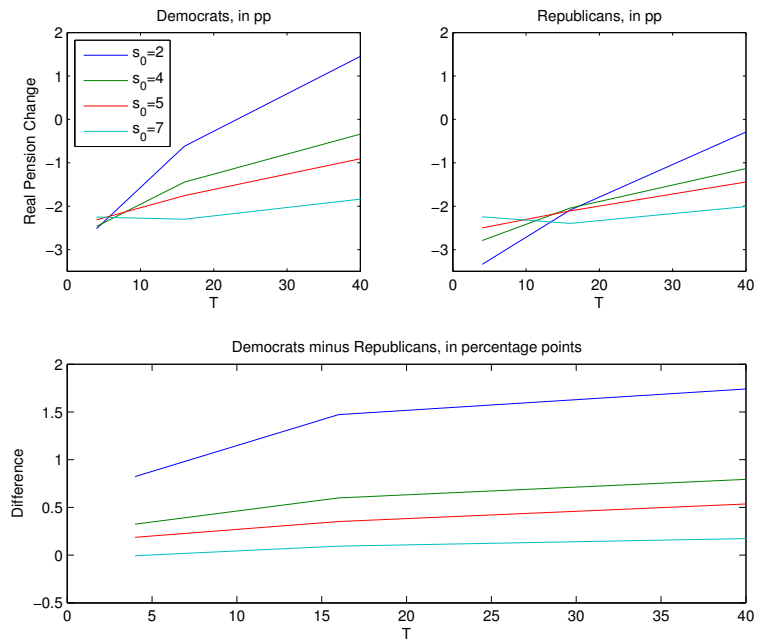 Democrats, in pp
2
1
0
−1
−2
−3
Real Pension Change
s0=2
s0=4
s0=5
s0=7
0 10 20 30 40
T
Republicans, in pp
2
1
0
−1
−2
−3
0 10 20 30 40
T
Democrats minus Republicans, in percentage points
2
1.5
1
0.5
0
−0.5
Difference
0 5 10 15 20 25 30 35 40
T